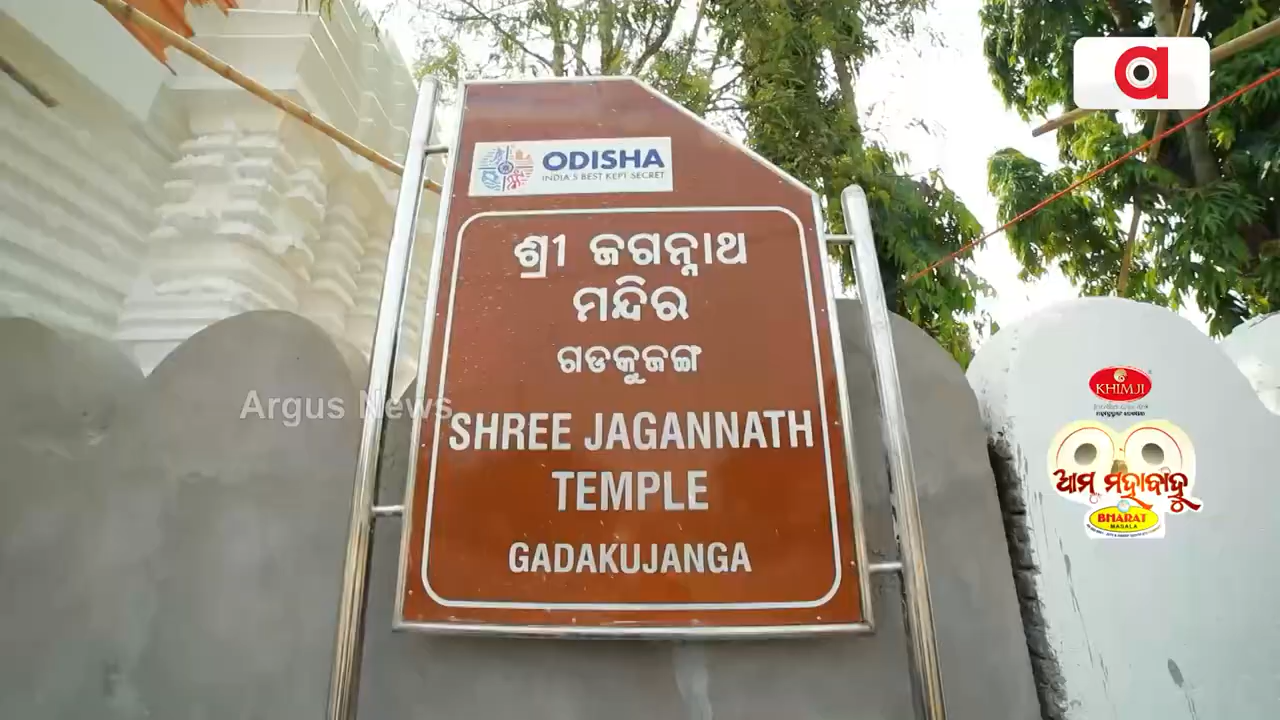 a
ODISHA
INDIA'S BEST KEPT SECRET
ଶ୍ରୀ ଜଗନ୍ନାଥ
ମନ୍ଦିର
ଗଡକୁଜଙ୍ଗ
SHREE JAGANNATH
TEMPLE
GADAKUJANGA
Argus News
KHIMJI
ଆମ ମହାବାହୁ
BHARAT
MASALA